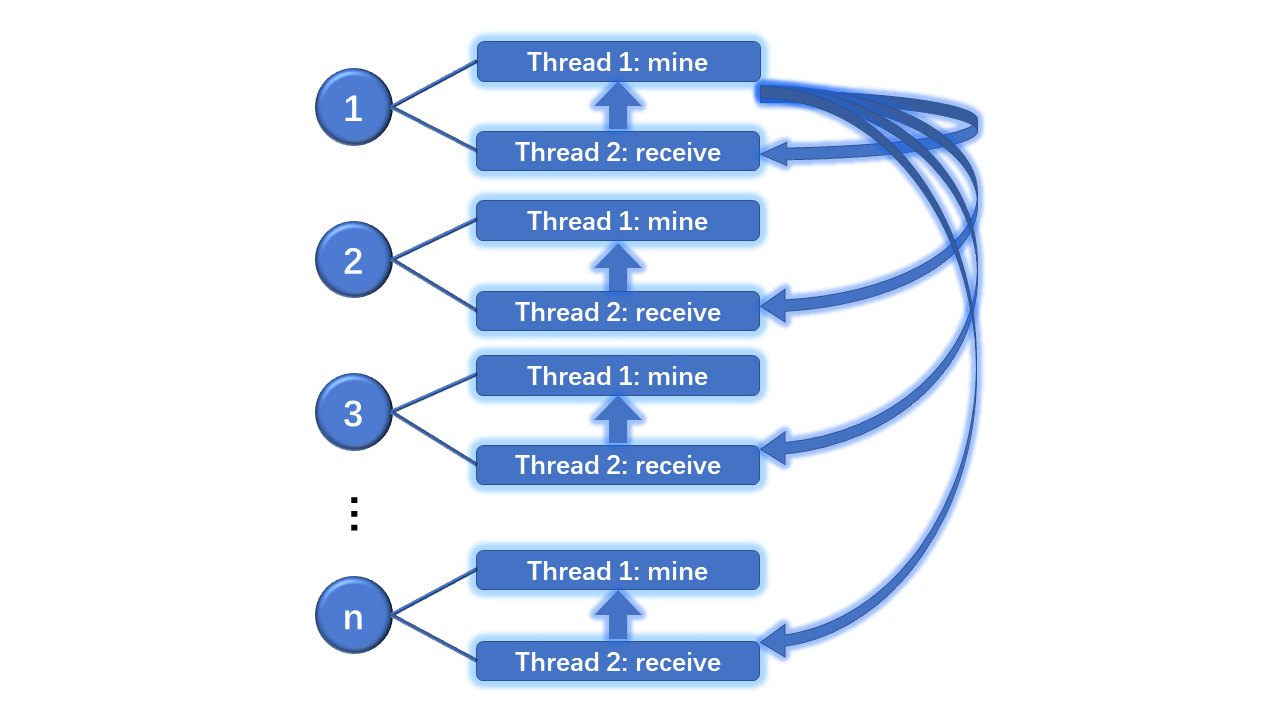 1
Thread 1: mine
Thread 2: receive
2
Thread 1: mine
Thread 2: receive
3
Thread 1: mine
Thread 2: receive
⋮
n
Thread 1: mine
Thread 2: receive